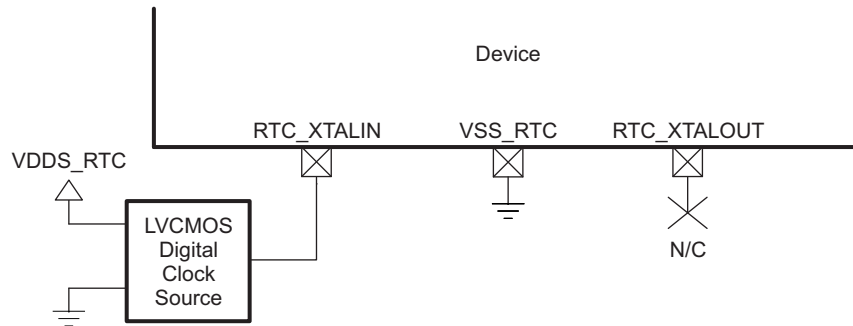 Device
RTC_XTALIN
VSS_RTC
RTC_XTALOUT
VDDS_RTC
LVCMOS
Digital
Clock
Source
N/C